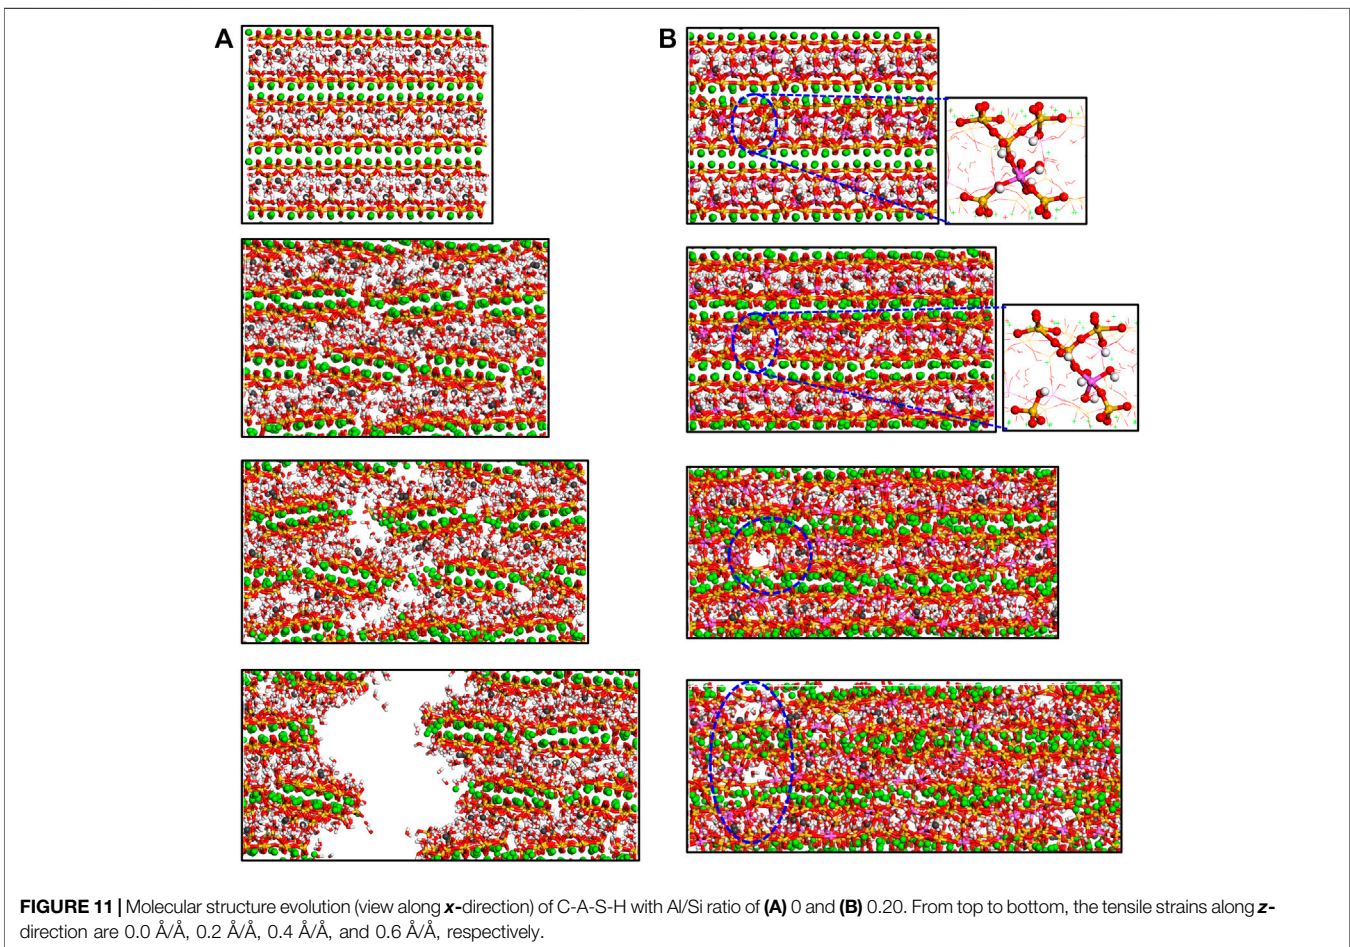 A
B
FIGURE 11 | Molecular structure evolution (view along x-direction) of C-A-S-H with Al/Si ratio of (A) 0 and (B) 0.20. From top to bottom, the tensile strains along z-
direction are 0.0 Å/Å, 0.2 Å/Å, 0.4 Å/Å, and 0.6 Å/Å, respectively.